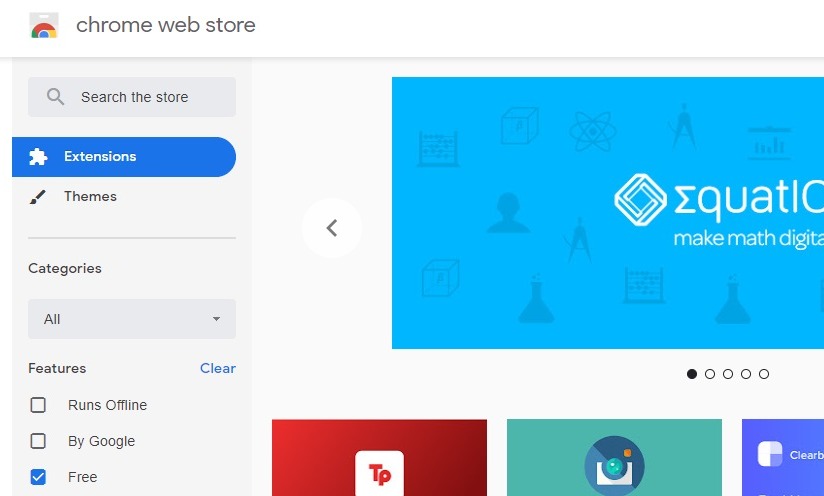 chrome web store
Search the store
Extensions
Themes
Categories
All
Features Clear
Runs Offline
By Google
Free
ΣquatIO
make math digita
Tp
Clearb